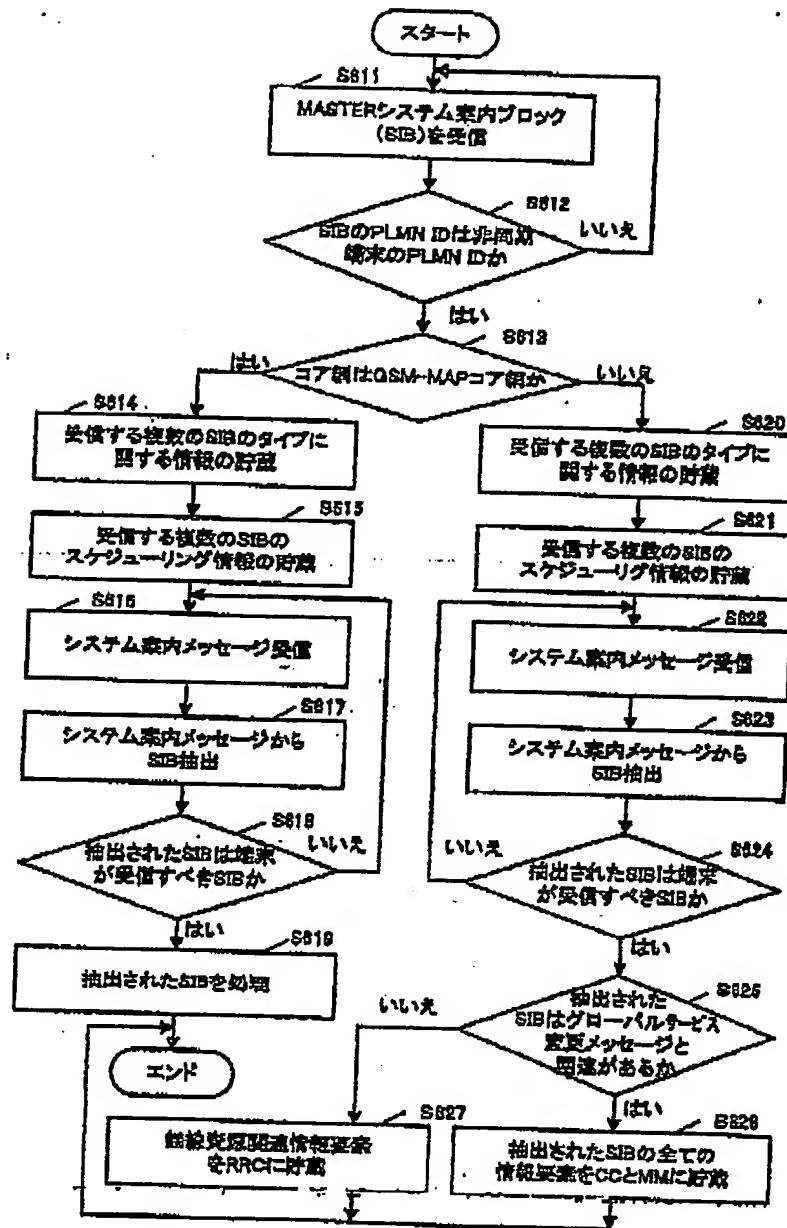 スタート
S611
MASTERシステム案内ブロック
(SIB)を受信
S612
SIBのPLMN IDは非同期
端末のPLMN IDか
いいえ
はい
S613
コア網はGSM-MAPコア網か
はい
いいえ
S614
受信する複数のSIBのタイプに
関する情報の貯蔵
S615
受信する複数のSIBの
スケジューリング情報の貯蔵
S616
システム案内メッセージ受信
S617
システム案内メッセージから
SIB抽出
S618
抽出されたSIBは端末
が受信すべきSIBか
いいえ
はい
S619
抽出されたSIBを処理
エンド
S620
受信する複数のSIBのタイプに
関する情報の貯蔵
S621
受信する複数のSIBの
スケジューリグ情報の貯蔵
S622
システム案内メッセージ受信
S623
システム案内メッセージから
SIB抽出
S624
抽出されたSIBは端末
が受信すべきSIBか
いいえ
はい
S625
抽出された
SIBはグローバルサービス
変更メッセージと
関連があるか
いいえ
はい
S627
無線資源関連情報要素
をRRCに貯蔵
S626
抽出されたSIBの全ての
情報要素をCCとMMに貯蔵